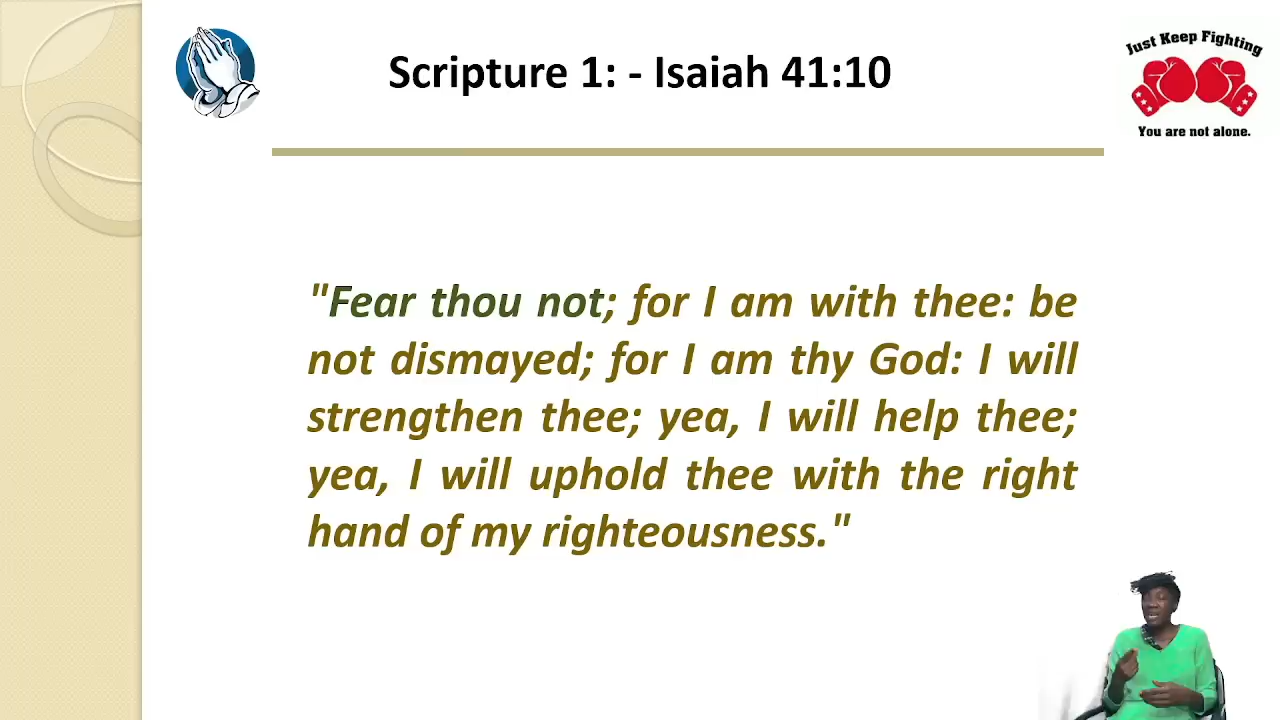 Scripture 1: - Isaiah 41:10
Just Keep Fighting
You are not alone.
"Fear thou not; for I am with thee: be
not dismayed; for I am thy God: I will
strengthen thee; yea, I will help thee;
yea, I will uphold thee with the right
hand of my righteousness."